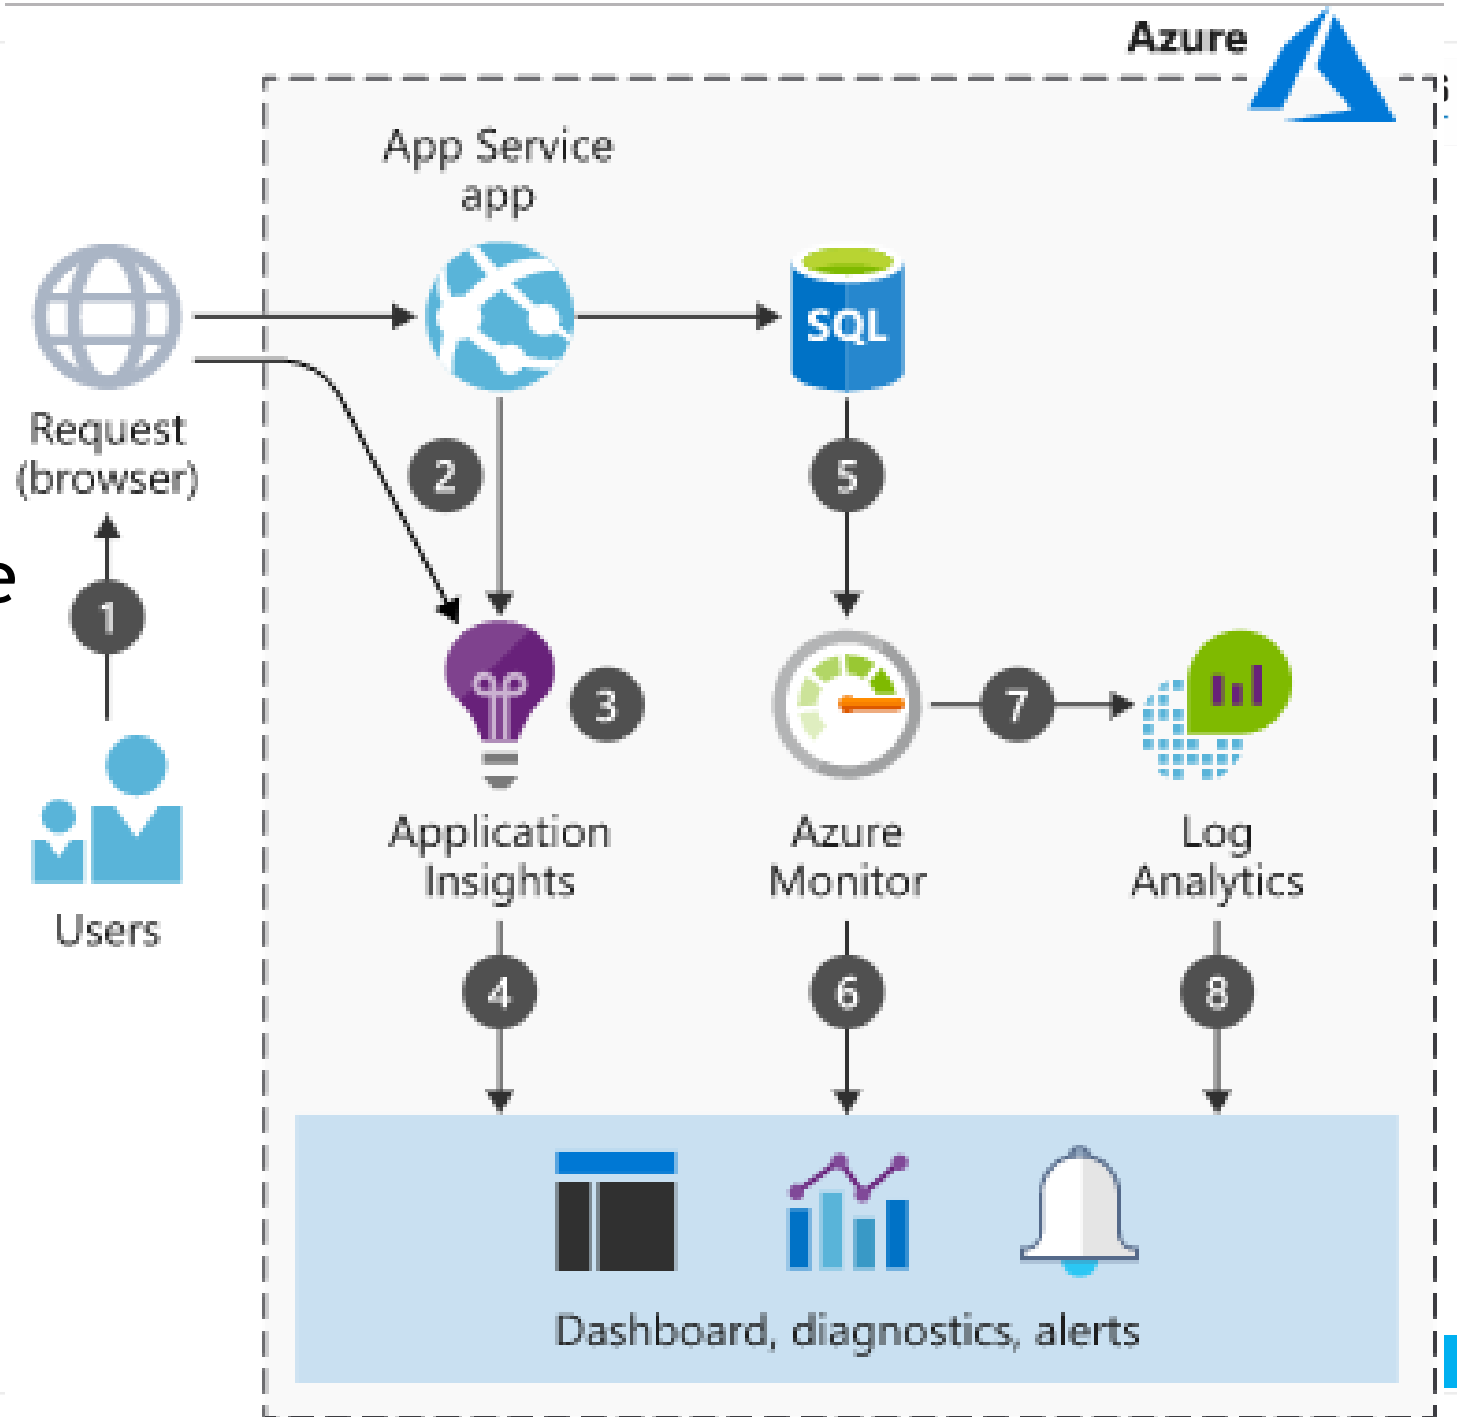 Azure
App Service
app
SQL
Request
(browser)
2
5
e
1
3
7
Application
Insights
Azure
Monitor
Log
Analytics
Users
4
6
8
Dashboard, diagnostics, alerts